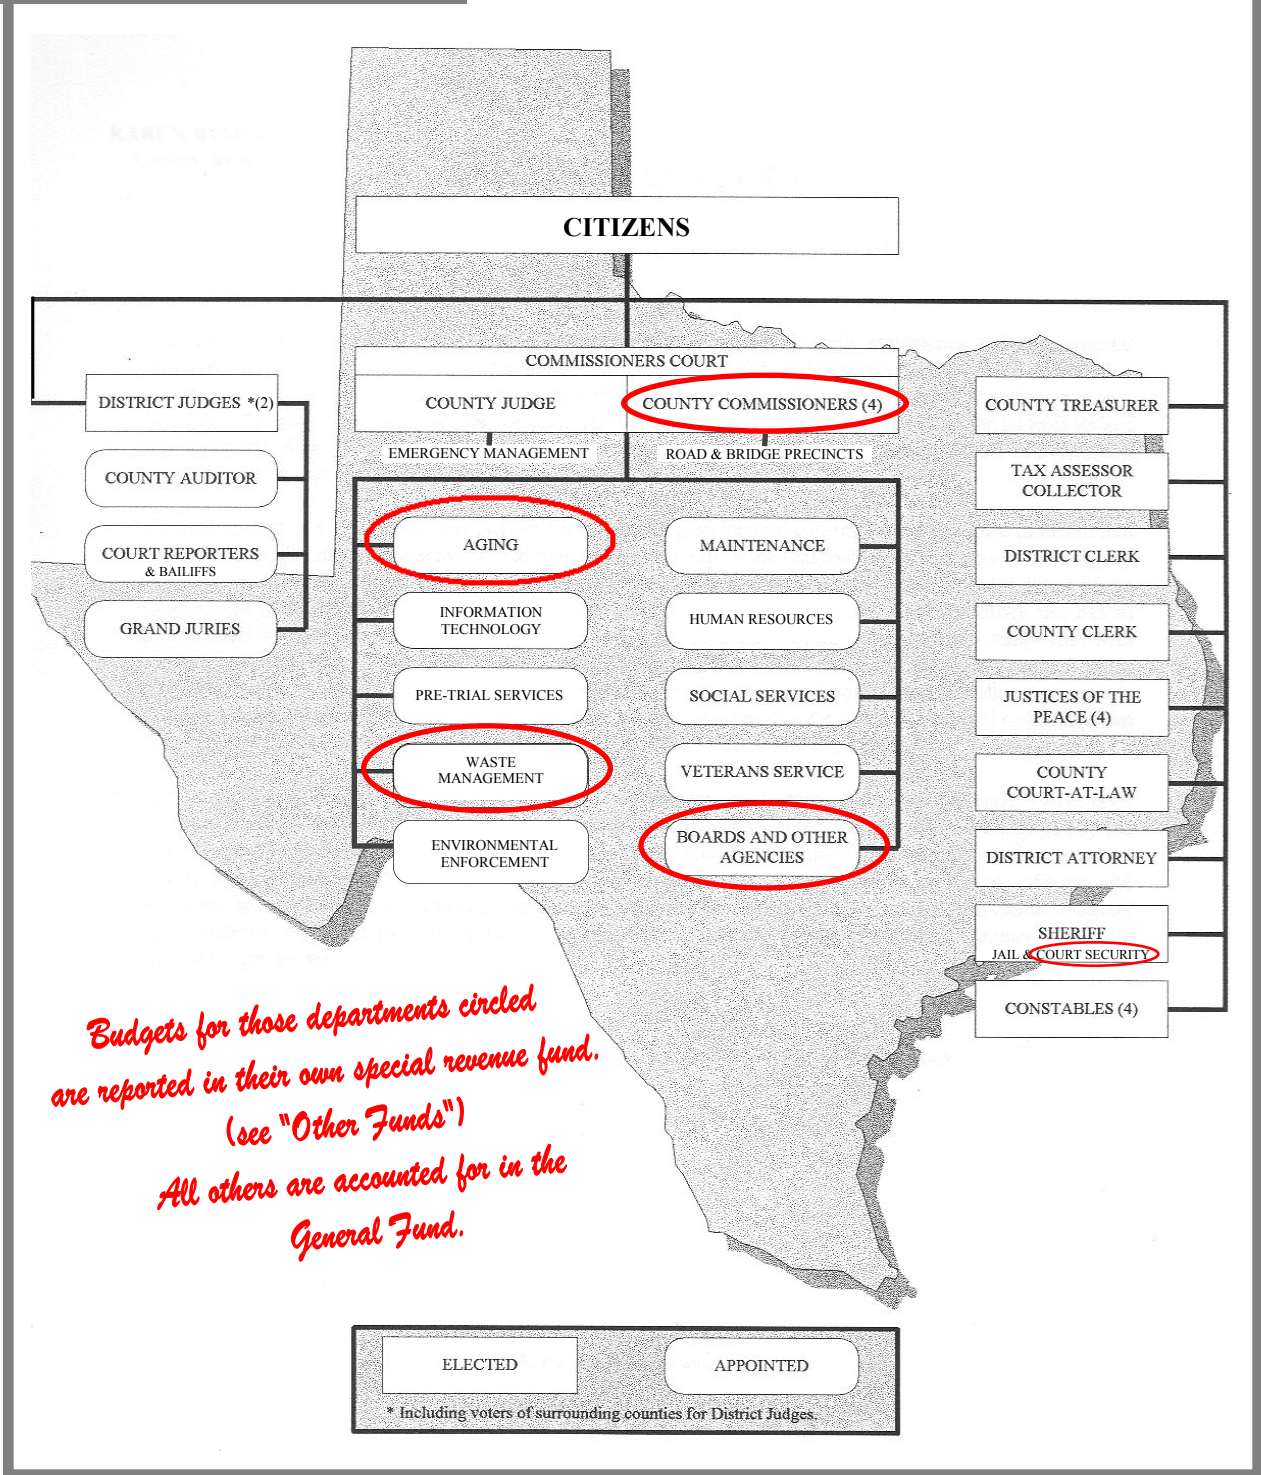 CITIZENS
COMMISSIONERS COURT
COUNTY JUDGE
COUNTY COMMISSIONERS (4)
EMERGENCY MANAGEMENT
ROAD & BRIDGE PRECINCTS
DISTRICT JUDGES *(2)
COUNTY AUDITOR
COURT REPORTERS
& BAILIFFS
GRAND JURIES
AGING
INFORMATION
TECHNOLOGY
PRE-TRIAL SERVICES
WASTE
MANAGEMENT
ENVIRONMENTAL
ENFORCEMENT
MAINTENANCE
HUMAN RESOURCES
SOCIAL SERVICES
VETERANS SERVICE
BOARDS AND OTHER
AGENCIES
COUNTY TREASURER
TAX ASSESSOR
COLLECTOR
DISTRICT CLERK
COUNTY CLERK
JUSTICES OF THE
PEACE (4)
COUNTY
COURT-AT-LAW
DISTRICT ATTORNEY
SHERIFF
JAIL & COURT SECURITY
CONSTABLES (4)
Budgets for those departments circled
are reported in their own special revenue fund.
(see "Other Funds")
All others are accounted for in the
General Fund.
ELECTED
APPOINTED
* Including voters of surrounding counties for District Judges.